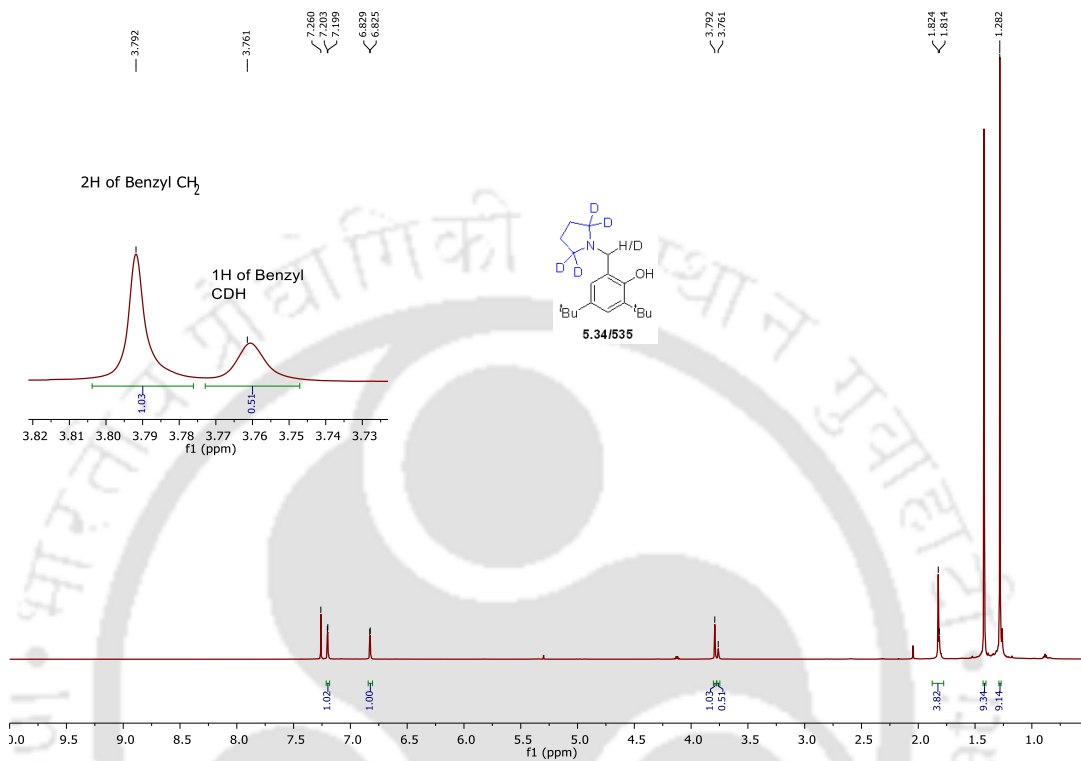 3.792
3.761
7.260
7.203
7.199
6.829
6.825
3.792
3.761
1.824
1.814
1.282
2H of Benzyl CH2
1H of Benzyl
CDH
1.03
0.51
3.82 3.81 3.80 3.79 3.78 3.77 3.76 3.75 3.74 3.73
f1 (ppm)
D
D
N
H/D
D
D
OH
tBu
tBu
5.34/535
1.02
1.00
1.03
0.51
3.82
9.34
9.14
0.0 9.5 9.0 8.5 8.0 7.5 7.0 6.5 6.0 5.5 5.0 4.5 4.0 3.5 3.0 2.5 2.0 1.5 1.0
f1 (ppm)